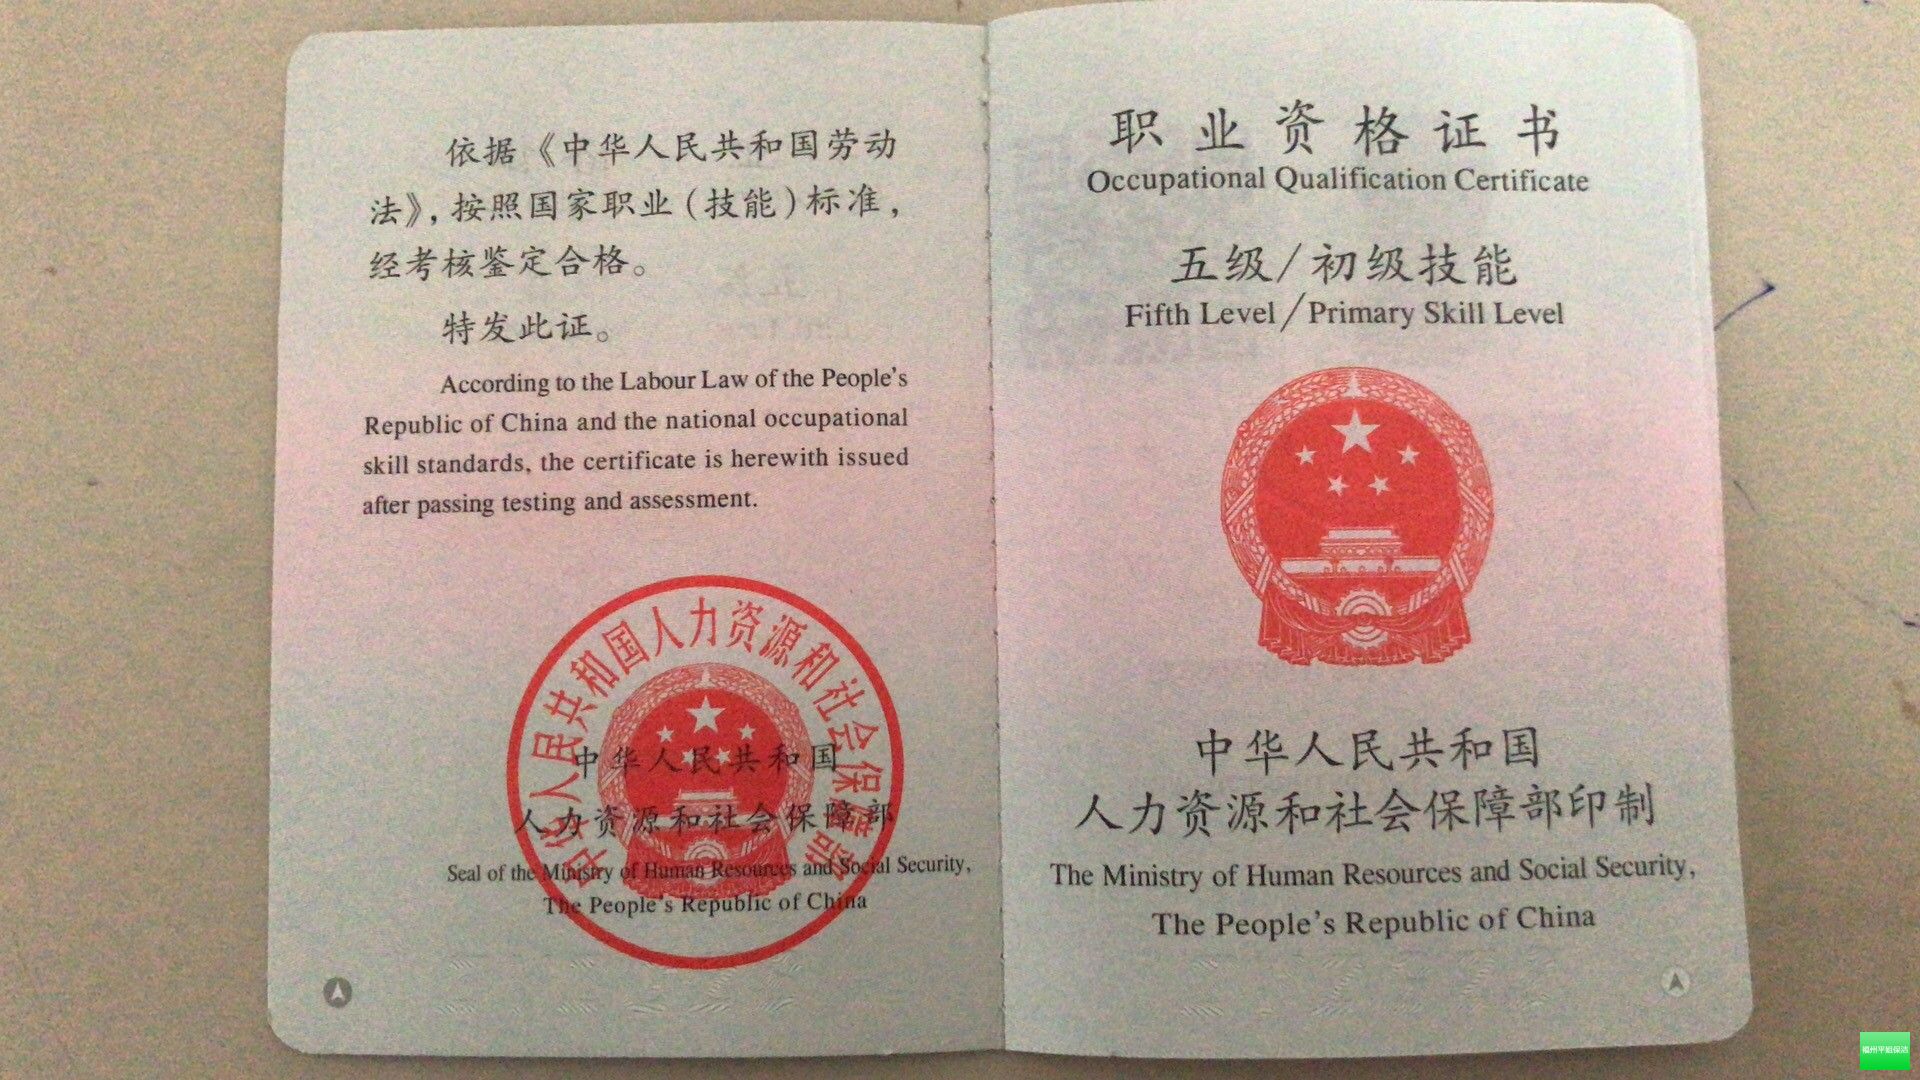 依据《中华人民共和国劳动
法》，按照国家职业（技能）标准，
经考核鉴定合格。
特发此证。
According to the Labour Law of the People's
Republic of China and the national occupational
skill standards, the certificate is herewith issued
after passing testing and assessment.
中华人民共和国人力资源和社会保障部
中华人民共和国
人力资源和社会保障部
Seal of the Ministry of Human Resources and Social Security,
The People's Republic of China
职业资格证书
Occupational Qualification Certificate
五级/初级技能
Fifth Level/Primary Skill Level
中华人民共和国
人力资源和社会保障部印制
The Ministry of Human Resources and Social Security,
The People's Republic of China